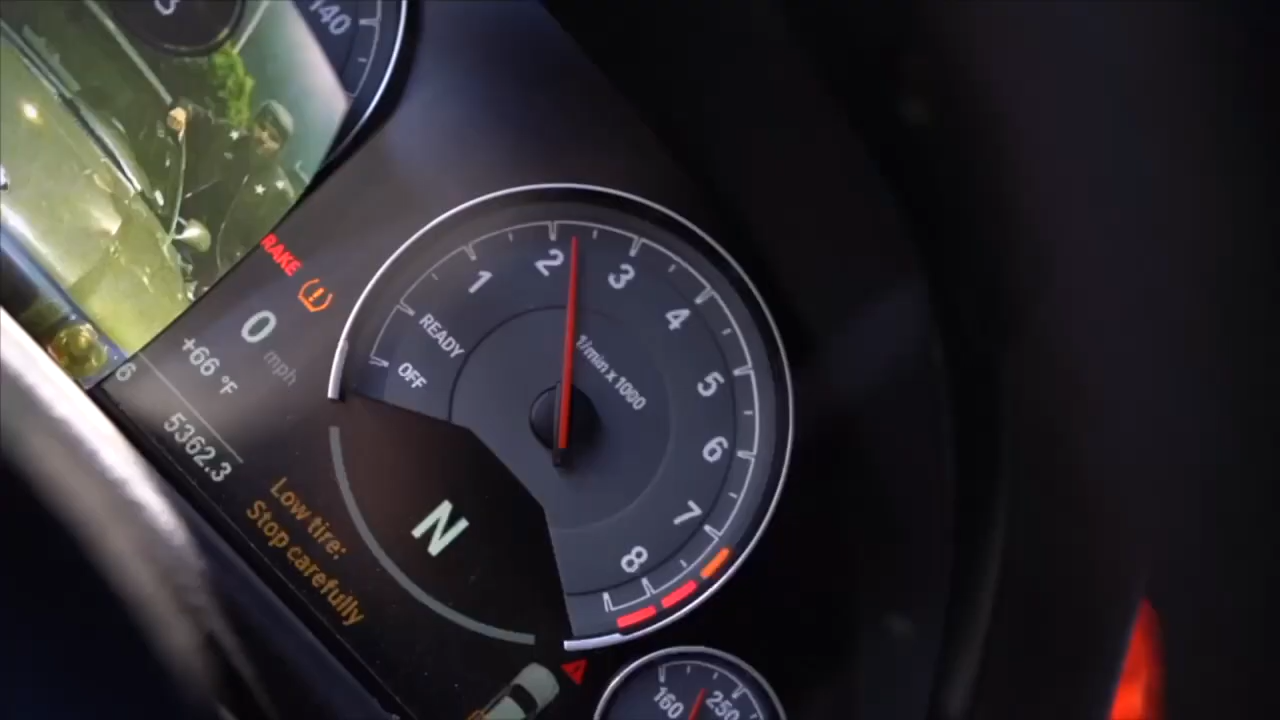 140
RAKE
0 mph
+66 °F
6
5362.3
Low tire:
Stop carefully
OFF
READY
1
2
3
4
5
6
7
8
1/min x 1000
N
160
250